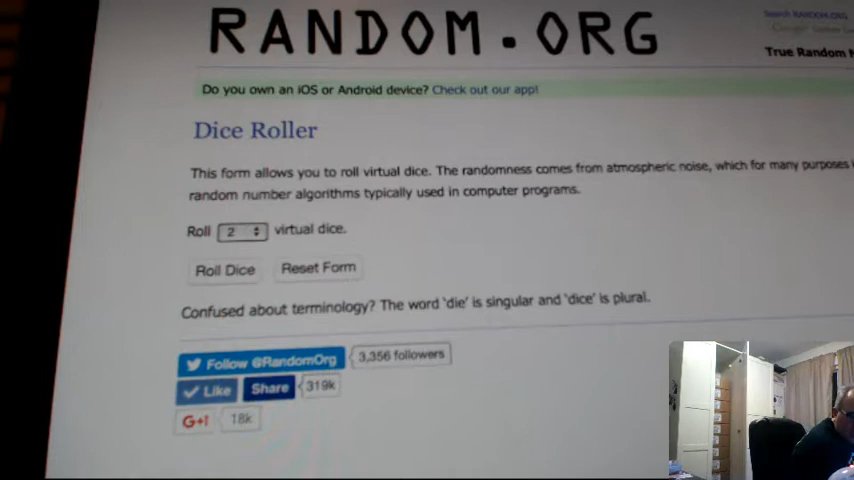 RANDOM.ORG
Search RANDOM.ORG
True Random
Do you own an iOS or Android device? Check out our app!
Dice Roller
This form allows you to roll virtual dice. The randomness comes from atmospheric noise, which for many purposes
random number algorithms typically used in computer programs.
Roll 2 virtual dice.
Roll Dice Reset Form
Confused about terminology? The word 'die' is singular and 'dice' is plural.
Follow @RandomOrg 3,356 followers
Like Share 319k
G+1 18k